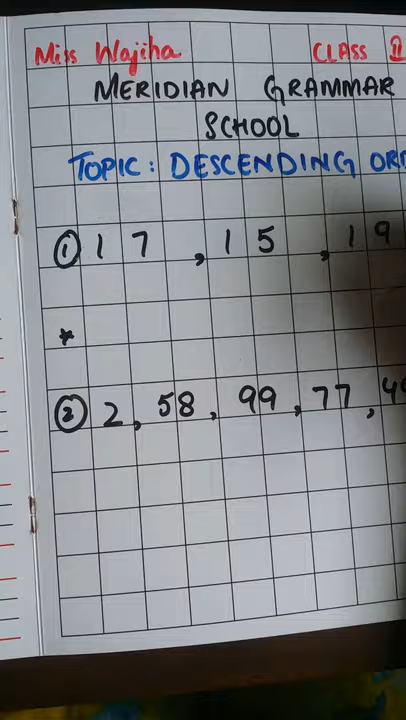 Miss Wajiha CLASS
MERIDIAN GRAMMAR
SCHOOL
TOPIC: DESCENDING
① 17 , 15 , 19
*
② 2, 58, 99, 77,